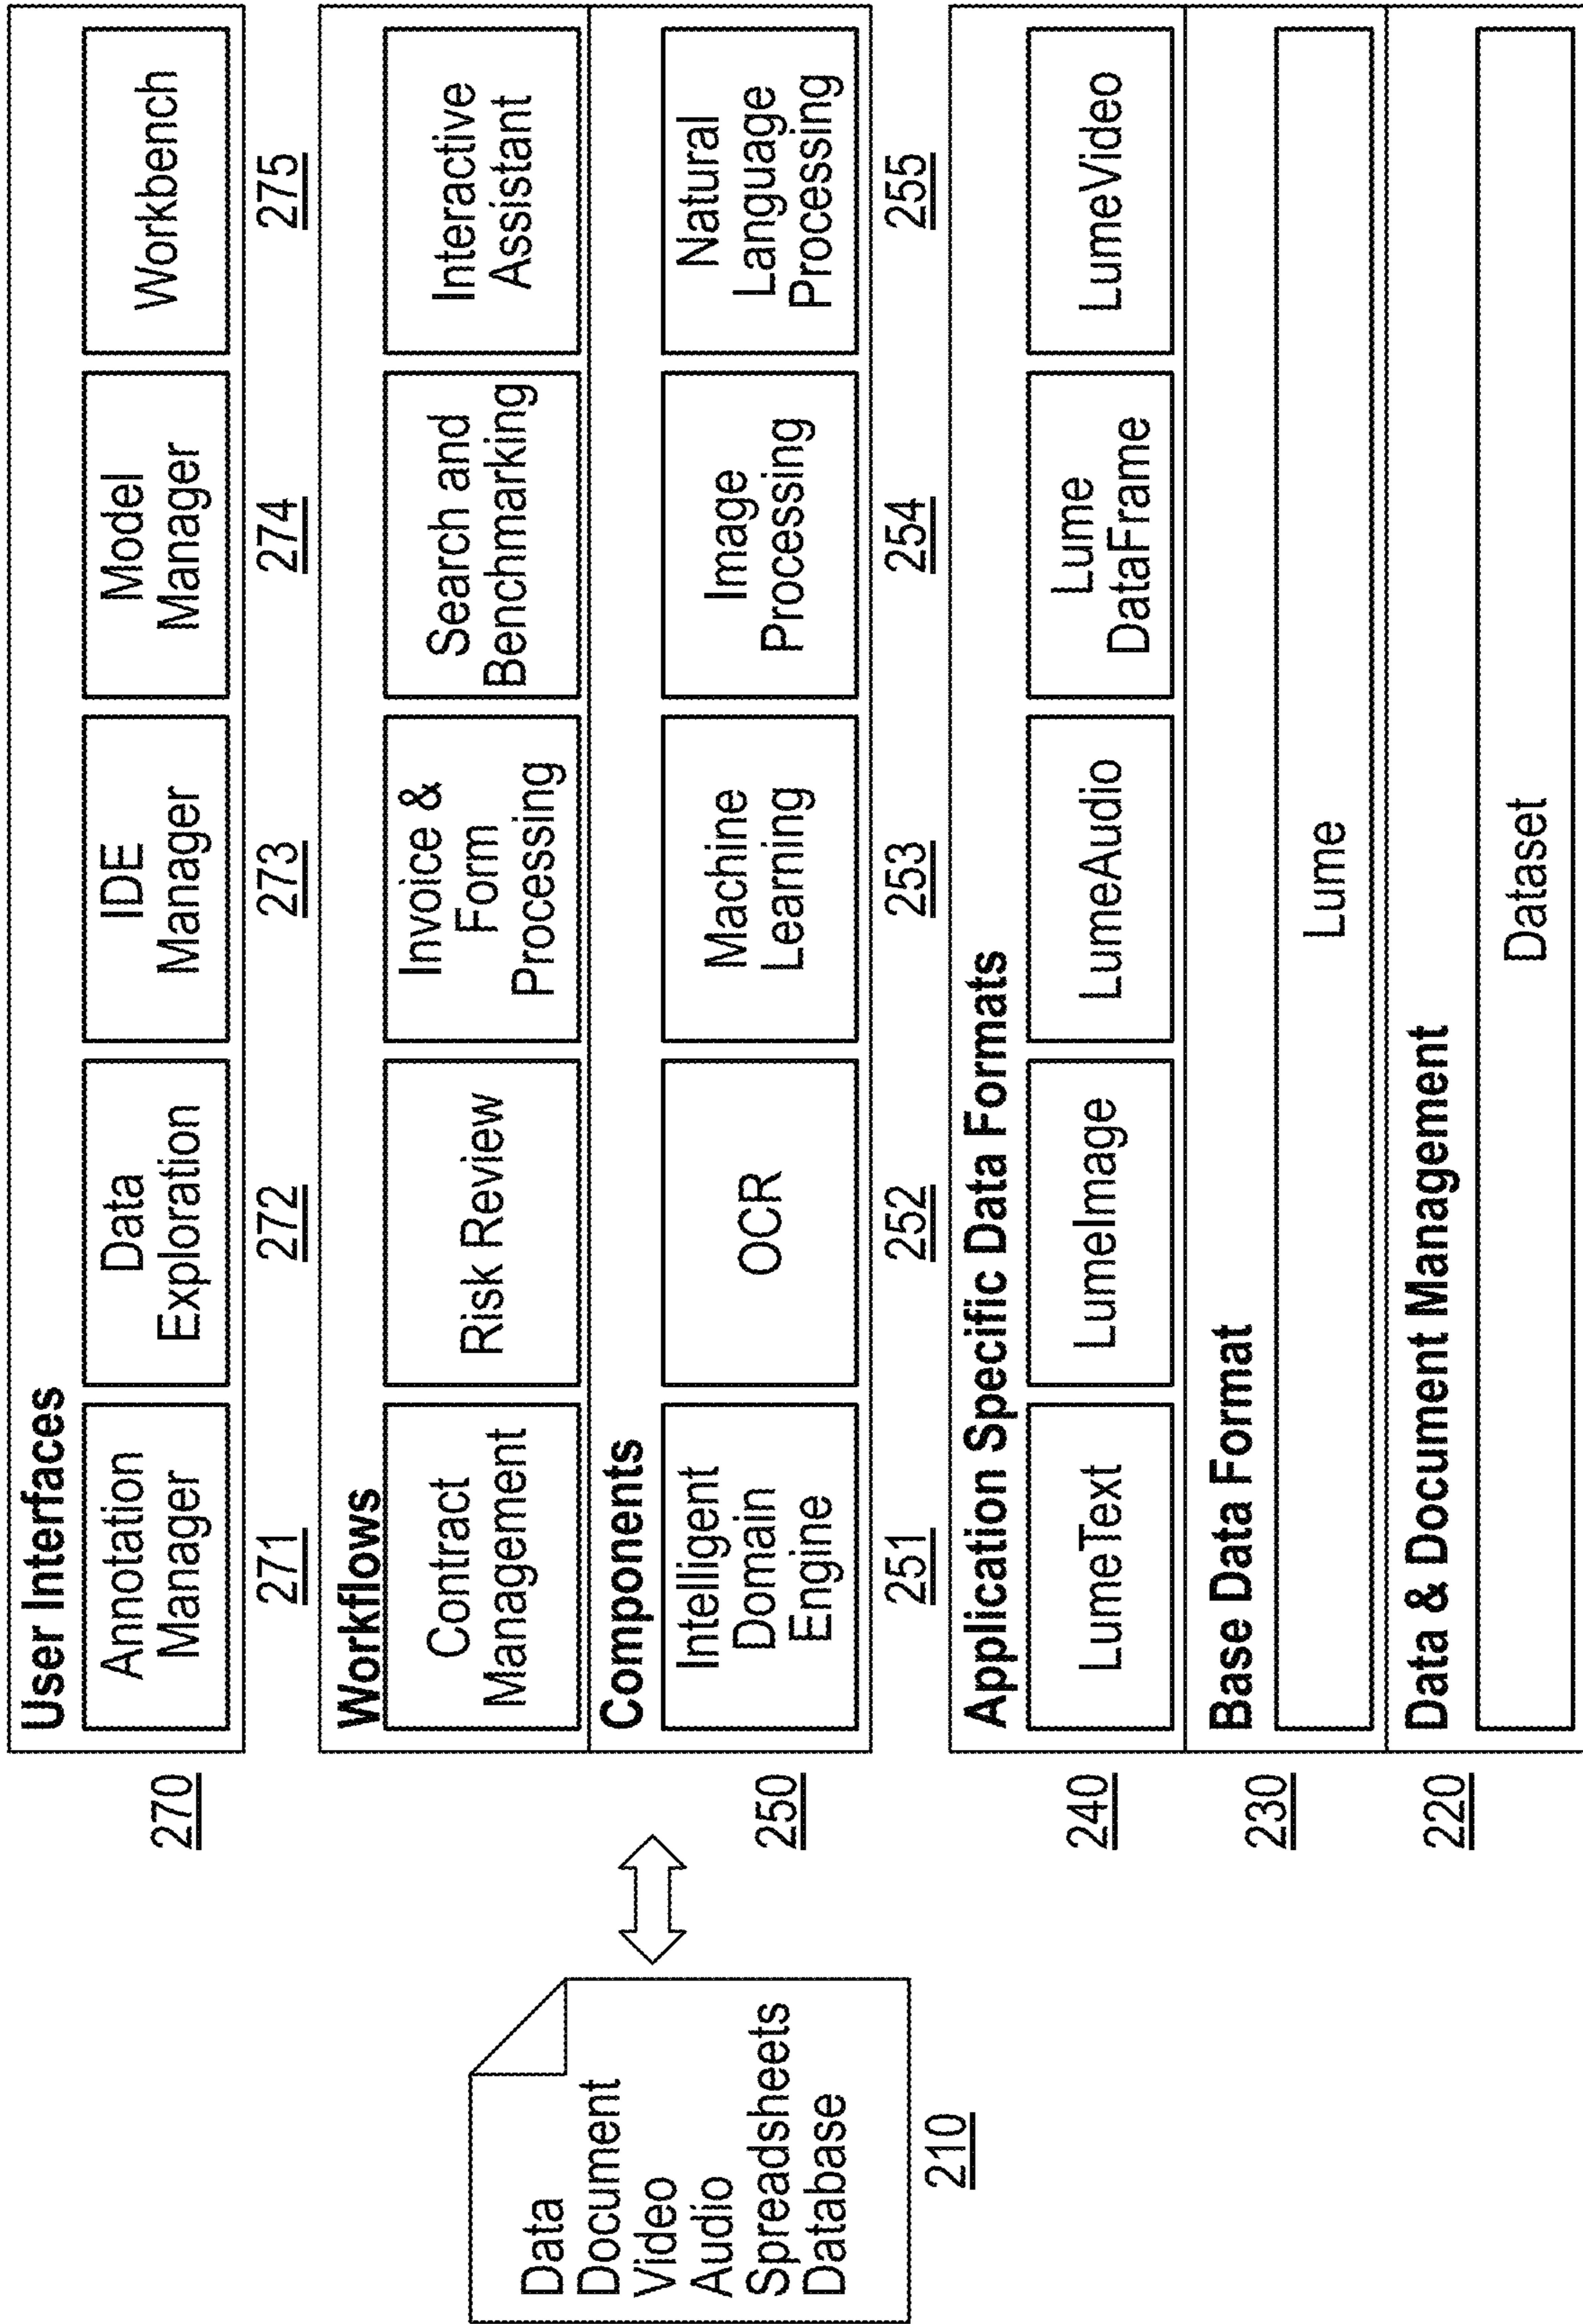 User Interfaces
Annotation
Manager
Data
Exploration
IDE
Manager
Model
Manager
Workbench
270
271
272
273
274
275
Workflows
Contract
Management
Risk Review
Invoice &
Form
Processing
Search and
Benchmarking
Interactive
Assistant
Components
Intelligent
Domain
Engine
OCR
Machine
Learning
Image
Processing
Natural
Language
Processing
250
251
252
253
254
255
Data
Document
Video
Audio
Spreadsheets
Database
210
Application Specific Data Formats
LumeText
LumeImage
LumeAudio
Lume
DataFrame
LumeVideo
240
Base Data Format
Lume
230
Data & Document Management
Dataset
220